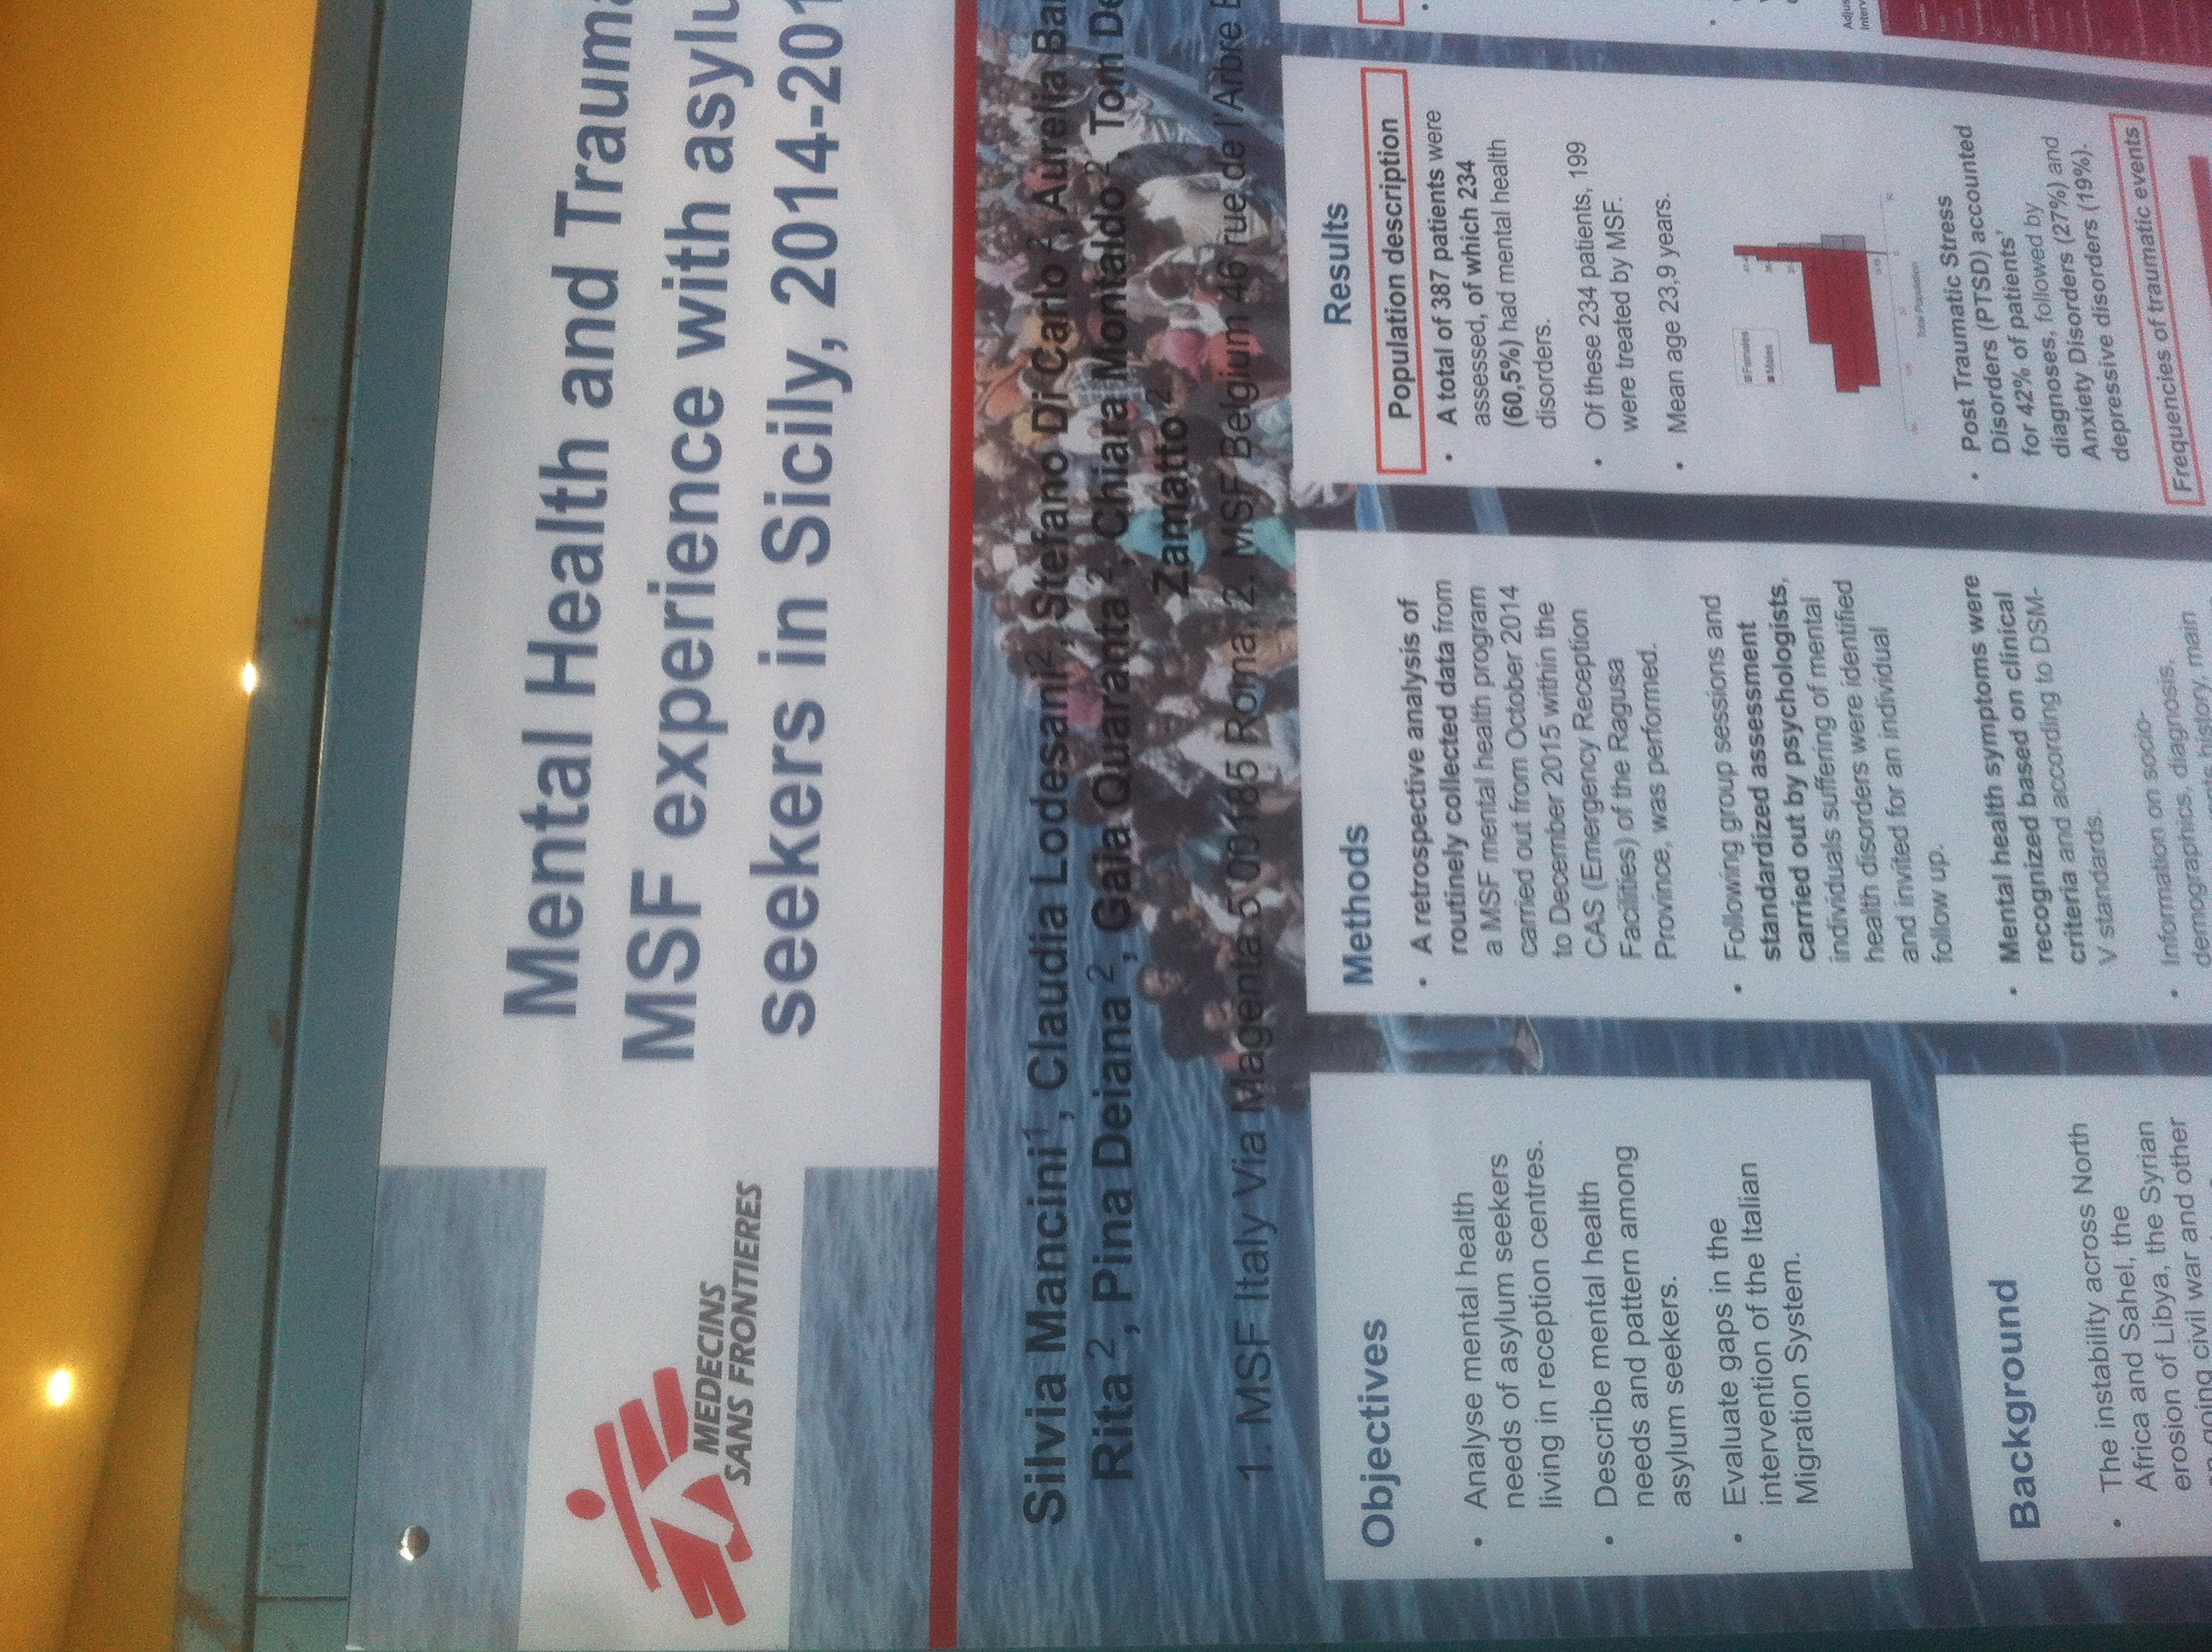 MEDECINS
SANS FRONTIERES
Mental Health and Trauma
MSF experience with asylu
seekers in Sicily, 2014-201
Silvia Mancini1, Claudia Lodesani2, Stefano Di Carlo 2, Aurelia Ba
Rita 2, Pina Deiana 2, Gaia Quaranta 2, Chiara Montaldo 2, Tom De
Zamatto 2
1. MSF Italy Via Magenta 5 00185 Roma, 2. MSF Belgium 46 rue de l'Arbre
Objectives
• Analyse mental health
needs of asylum seekers
living in reception centres.
• Describe mental health
needs and pattern among
asylum seekers.
• Evaluate gaps in the
intervention of the Italian
Migration System.
Background
• The instability across North
Africa and Sahel, the
erosion of Libya, the Syrian
on going civil war and other
Methods
• A retrospective analysis of
routinely collected data from
a MSF mental health program
carried out from October 2014
to December 2015 within the
CAS (Emergency Reception
Facilities) of the Ragusa
Province, was performed.
• Following group sessions and
standardized assessment
carried out by psychologists,
individuals suffering of mental
health disorders were identified
and invited for an individual
follow up.
• Mental health symptoms were
recognized based on clinical
criteria and according to DSM-
V standards.
• Information on socio-
demographics, diagnosis,
history, main
Results
Population description
• A total of 387 patients were
assessed, of which 234
(60,5%) had mental health
disorders.
• Of these 234 patients, 199
were treated by MSF.
• Mean age 23,9 years.
Females
Males
Total Population
• Post Traumatic Stress
Disorders (PTSD) accounted
for 42% of patients'
diagnoses, followed by
Anxiety Disorders (27%) and
depressive disorders (19%).
Frequencies of traumatic events
Adjus
Interv